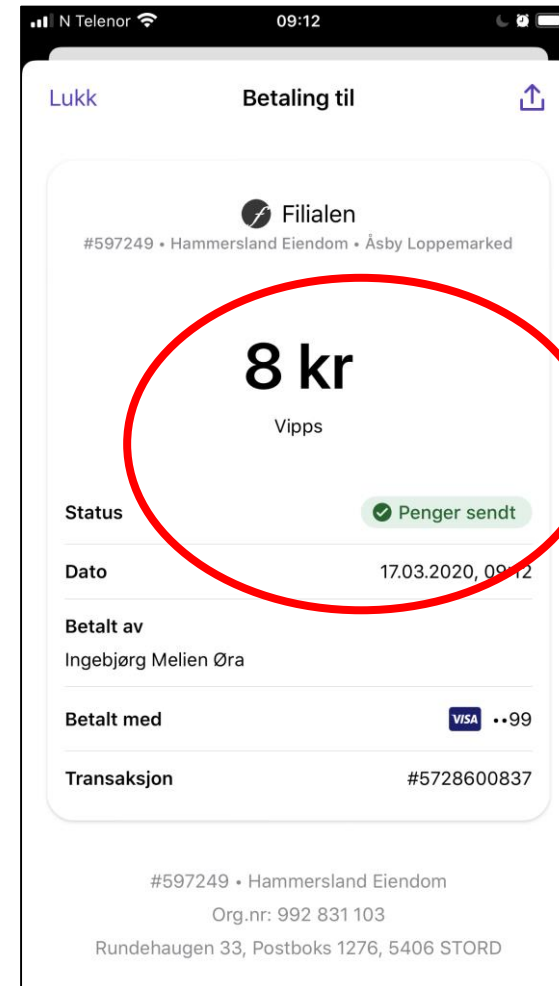 N Telenor 09:12
Lukk Betaling til
Filialen
#597249 • Hammersland Eiendom • Åsby Loppemarked
8 kr
Vipps
Status Penger sendt
Dato 17.03.2020, 09:12
Betalt av
Ingebjørg Melien Øra
Betalt med VISA ••99
Transaksjon #5728600837
#597249 • Hammersland Eiendom
Org.nr: 992 831 103
Rundehaugen 33, Postboks 1276, 5406 STORD